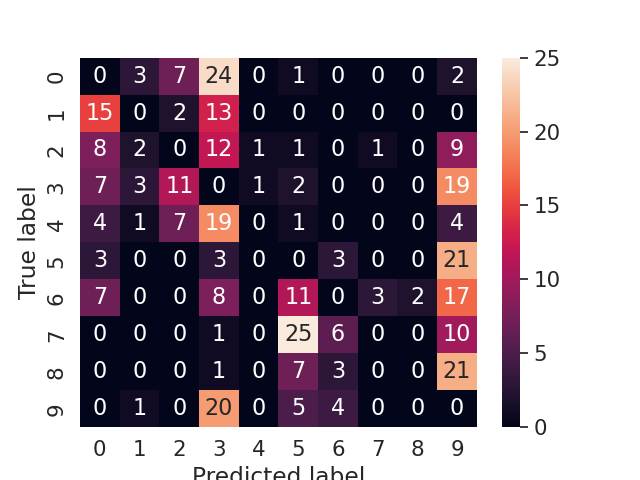 0 0 3 7 24 0 1 0 0 0 2
1 15 0 2 13 0 0 0 0 0 0
2 8 2 0 12 1 1 0 1 0 9
3 7 3 11 0 1 2 0 0 0 19
4 4 1 7 19 0 1 0 0 0 4
5 3 0 0 3 0 0 3 0 0 21
6 7 0 0 8 0 11 0 3 2 17
7 0 0 0 1 0 25 6 0 0 10
8 0 0 0 1 0 7 3 0 0 21
9 0 1 0 20 0 5 4 0 0 0
0 1 2 3 4 5 6 7 8 9
Predicted label
True label
25
20
15
10
5
0